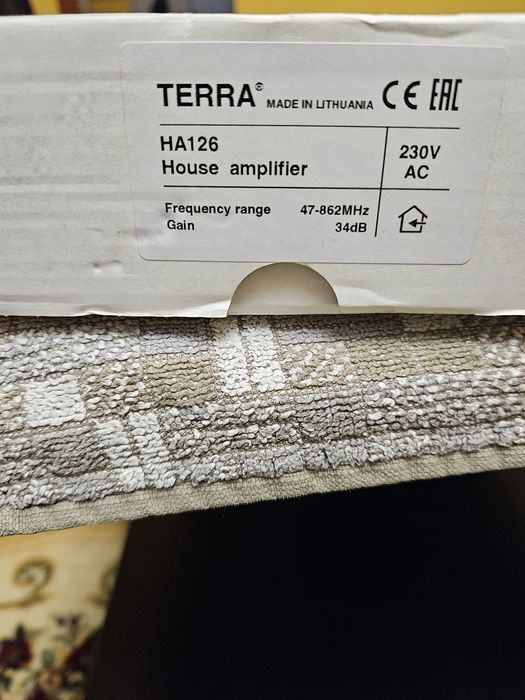 TERRA® MADE IN LITHUANIA CE EAC
HA126
House amplifier
230V
AC
Frequency range 47-862MHz
Gain 34dB